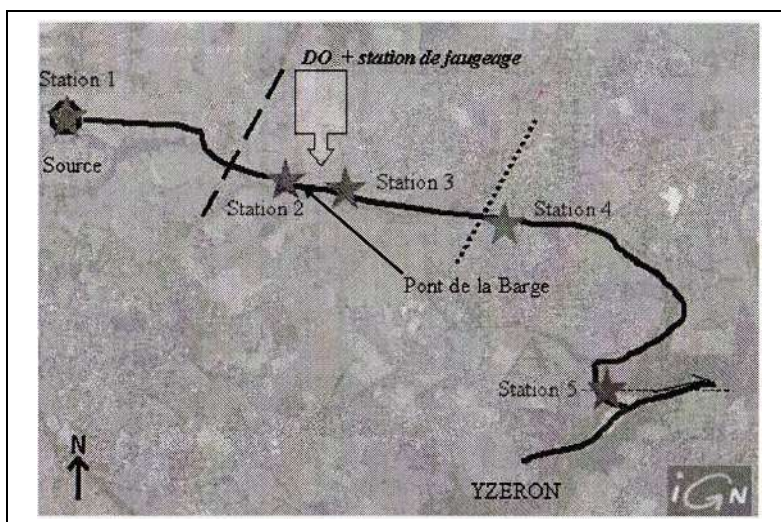 DO + station de jaugeage
Station 1
Source
Station 2
Station 3
Station 4
Pont de la Barge
Station 5
N
YZERON
iGN